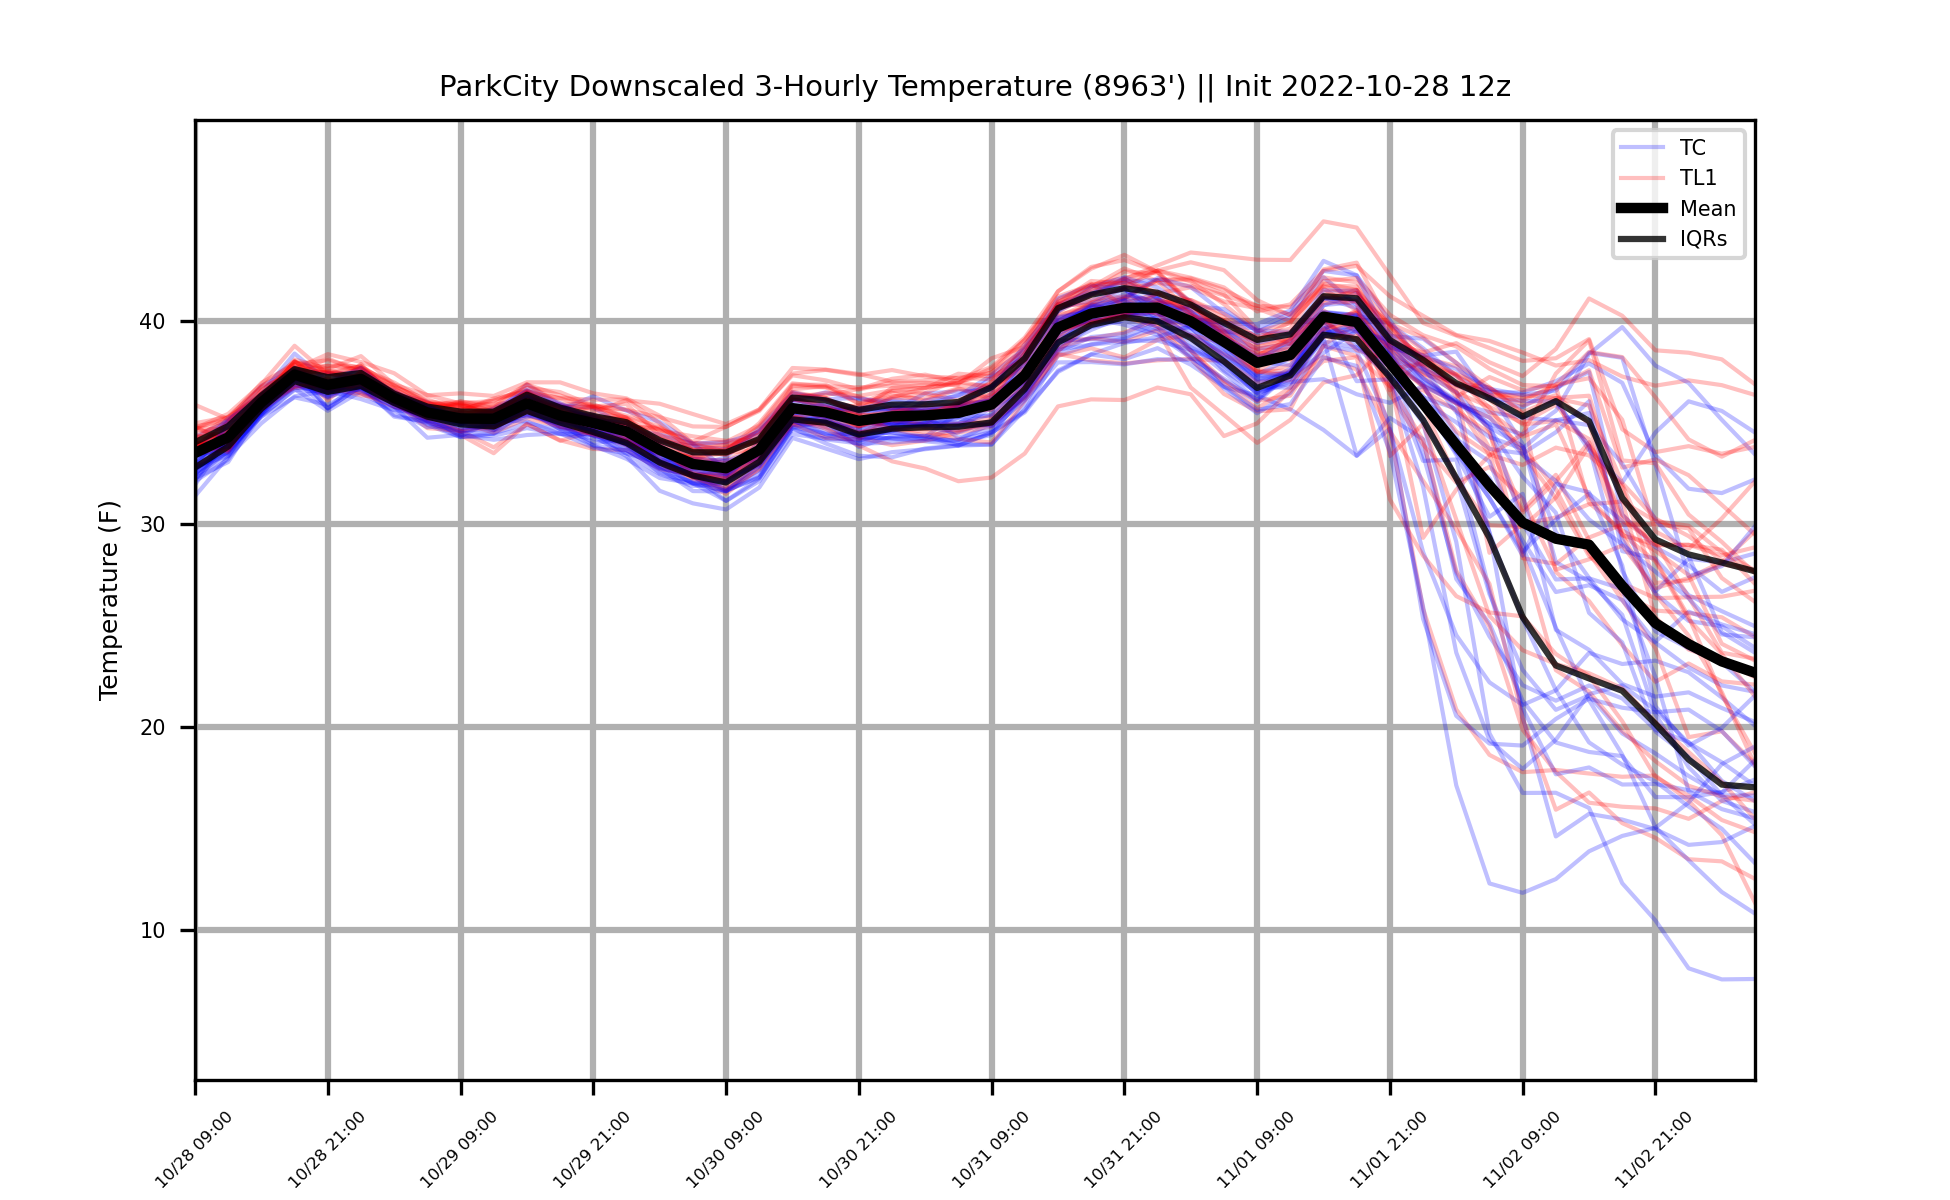 ParkCity Downscaled 3-Hourly Temperature (8963') || Init 2022-10-28 12z
TC
TL1
Mean
IQRs
Temperature (F)
40
30
20
10
10/28 09:00
10/28 21:00
10/29 09:00
10/29 21:00
10/30 09:00
10/30 21:00
10/31 09:00
10/31 21:00
11/01 09:00
11/01 21:00
11/02 09:00
11/02 21:00